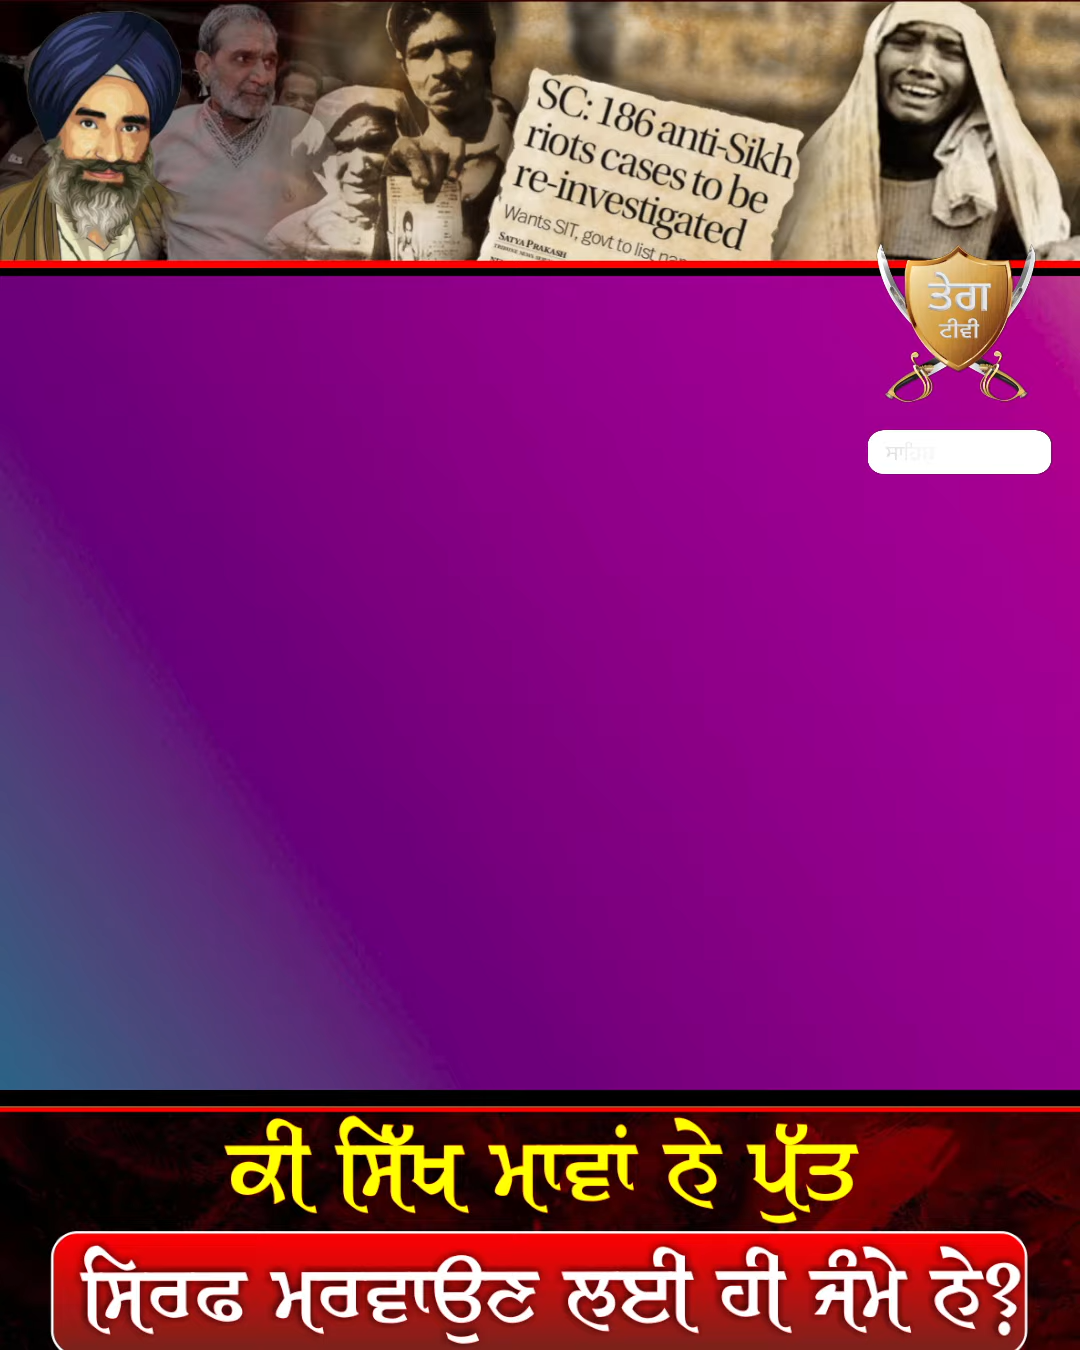 SC: 186 anti-Sikh
riots cases to be
re-investigated
Wants SIT, govt to list
SATYA PRAKASH
ਤੇਗ
ਟੀਵੀ
ਕੀ ਸਿੱਖ ਮਾਵਾਂ ਨੇ ਪੁੱਤ
ਸਿਰਫ ਮਰਵਾਉਣ ਲਈ ਹੀ ਜੰਮੇ ਨੇ?